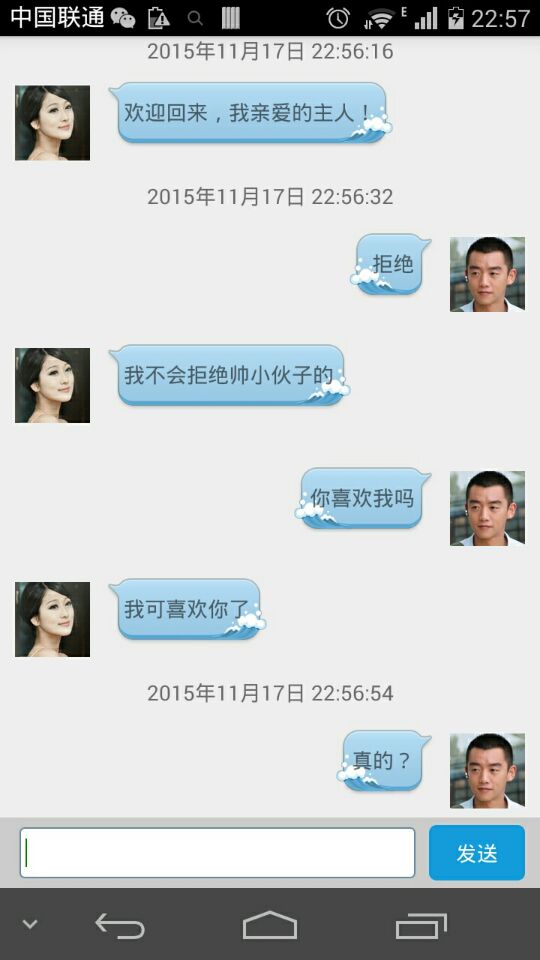 中国联通 E 22:57
2015年11月17日 22:56:16
欢迎回来，我亲爱的主人！
2015年11月17日 22:56:32
拒绝
我不会拒绝帅小伙子的
你喜欢我吗
我可喜欢你了
2015年11月17日 22:56:54
真的？
发送